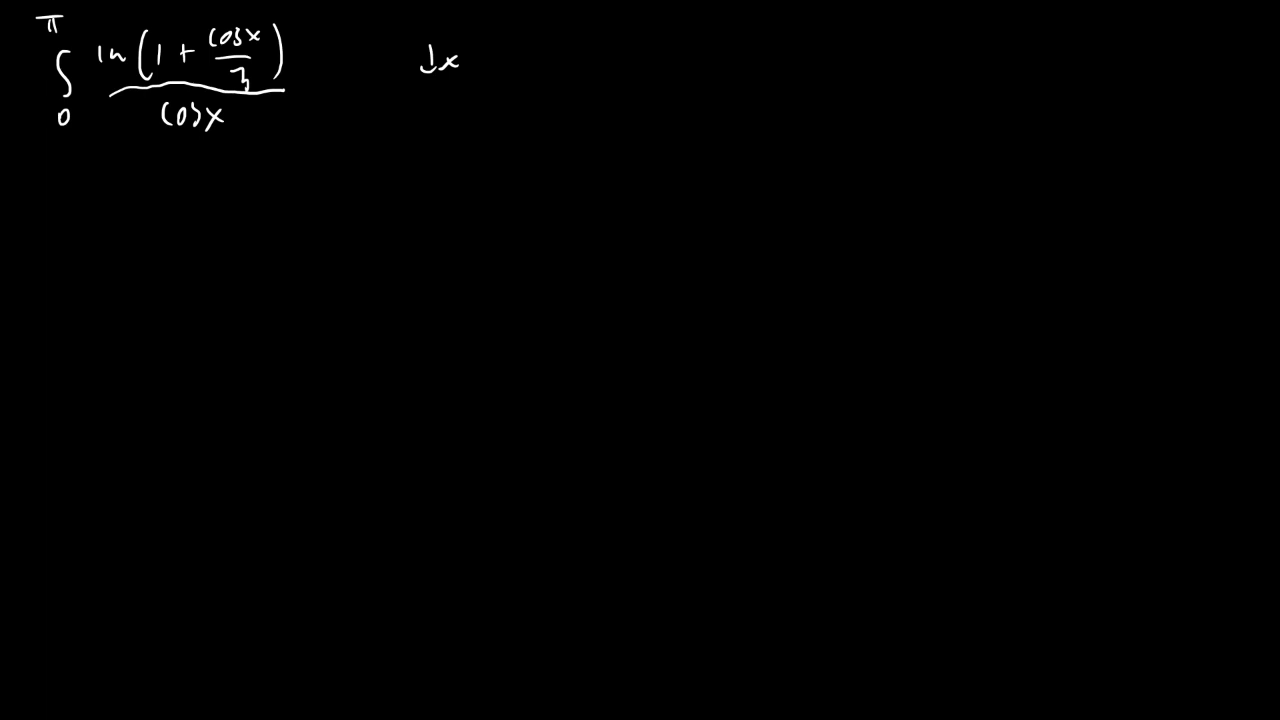 ∫₀^π ln(1 + cosx/3)/cosx dx